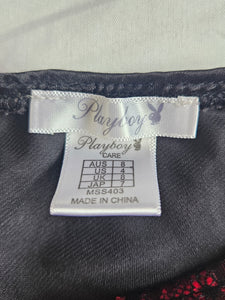 Playboy
Playboy
"CARE"
AUS 8
US 4
UK 8
JAP 7
MSS403
MADE IN CHINA